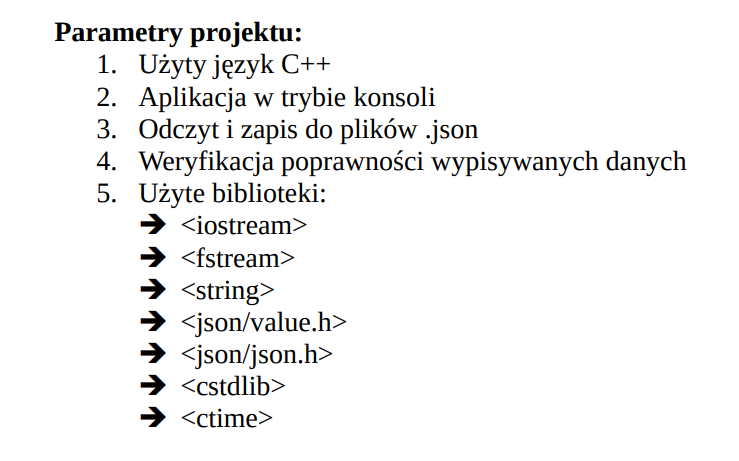 Parametry projektu:
1. Użyty język C++
2. Aplikacja w trybie konsoli
3. Odczyt i zapis do plików .json
4. Weryfikacja poprawności wypisywanych danych
5. Użyte biblioteki:
➔ <iostream>
➔ <fstream>
➔ <string>
➔ <json/value.h>
➔ <json/json.h>
➔ <cstdlib>
➔ <ctime>